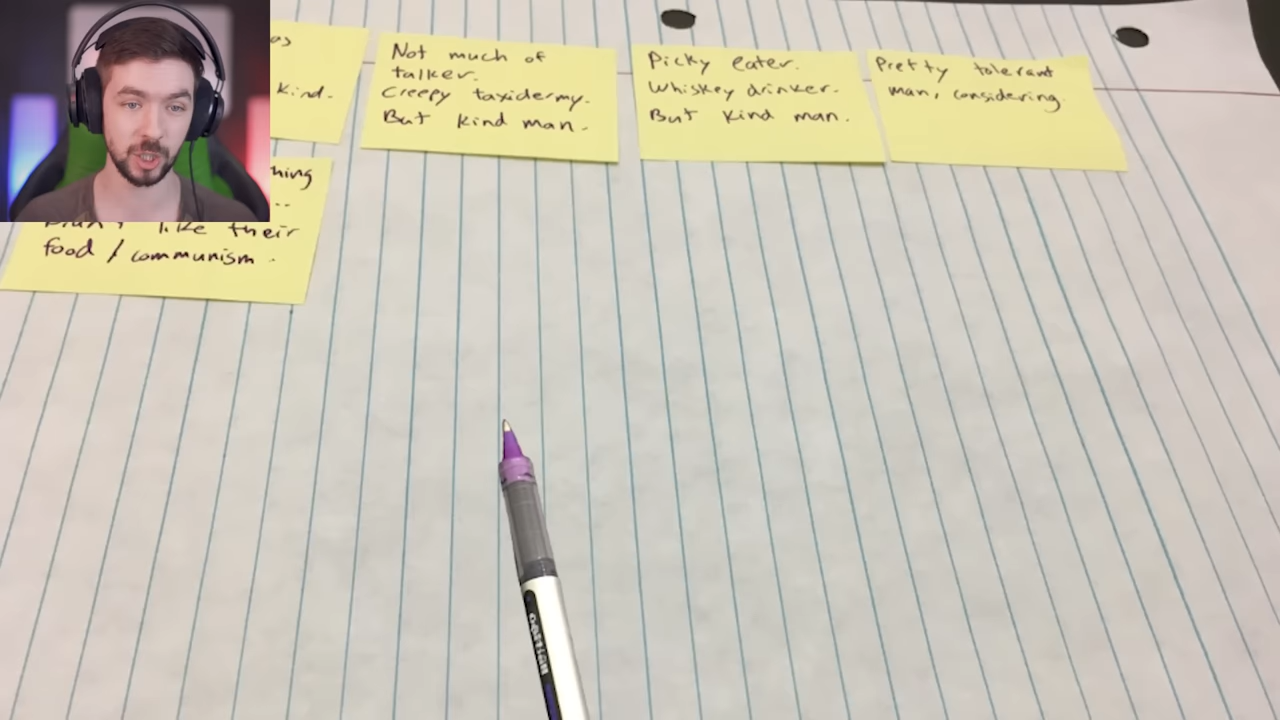 kind.
Not much of
talker.
Creepy taxidermy.
But kind man.
Picky eater.
Whiskey drinker.
But kind man.
Pretty tolerant
man, considering.
like their
food / communism.